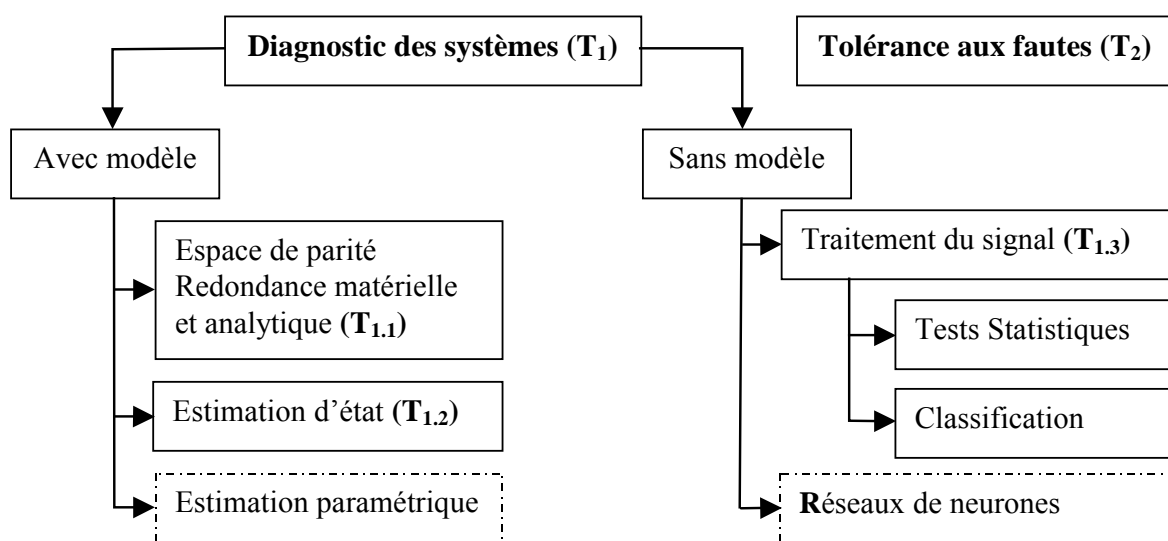 Diagnostic des systèmes (T1)
Tolérance aux fautes (T2)
Avec modèle
Sans modèle
Espace de parité
Redondance matérielle
et analytique (T1.1)
Estimation d'état (T1.2)
Estimation paramétrique
Traitement du signal (T1.3)
Tests Statistiques
Classification
Réseaux de neurones